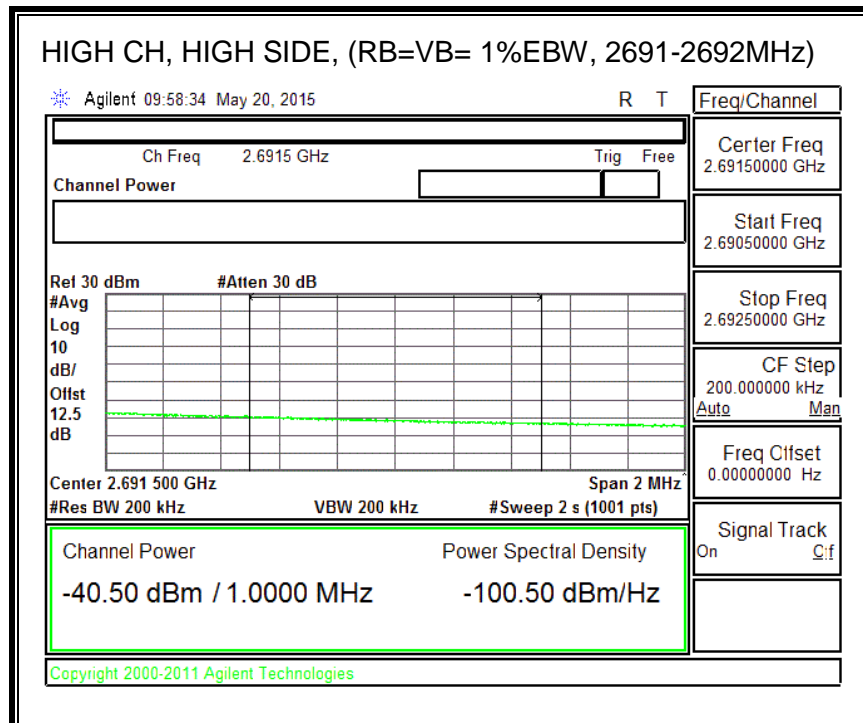 HIGH CH, HIGH SIDE, (RB=VB= 1%EBW, 2691-2692MHz)
Agilent 09:58:34 May 20, 2015 R T
Freq/Channel
Ch Freq 2.6915 GHz Trig Free
Channel Power
Center Freq
2.69150000 GHz
Start Freq
2.69050000 GHz
Stop Freq
2.69250000 GHz
CF Step
200.000000 kHz
Auto Man
Freq Offset
0.00000000 Hz
Signal Track
On Off
Ref 30 dBm #Atten 30 dB
#Avg
Log
10
dB/
Offst
12.5
dB
Center 2.691 500 GHz Span 2 MHz^
#Res BW 200 kHz VBW 200 kHz #Sweep 2 s (1001 pts)
Channel Power Power Spectral Density
-40.50 dBm / 1.0000 MHz -100.50 dBm/Hz
Copyright 2000-2011 Agilent Technologies